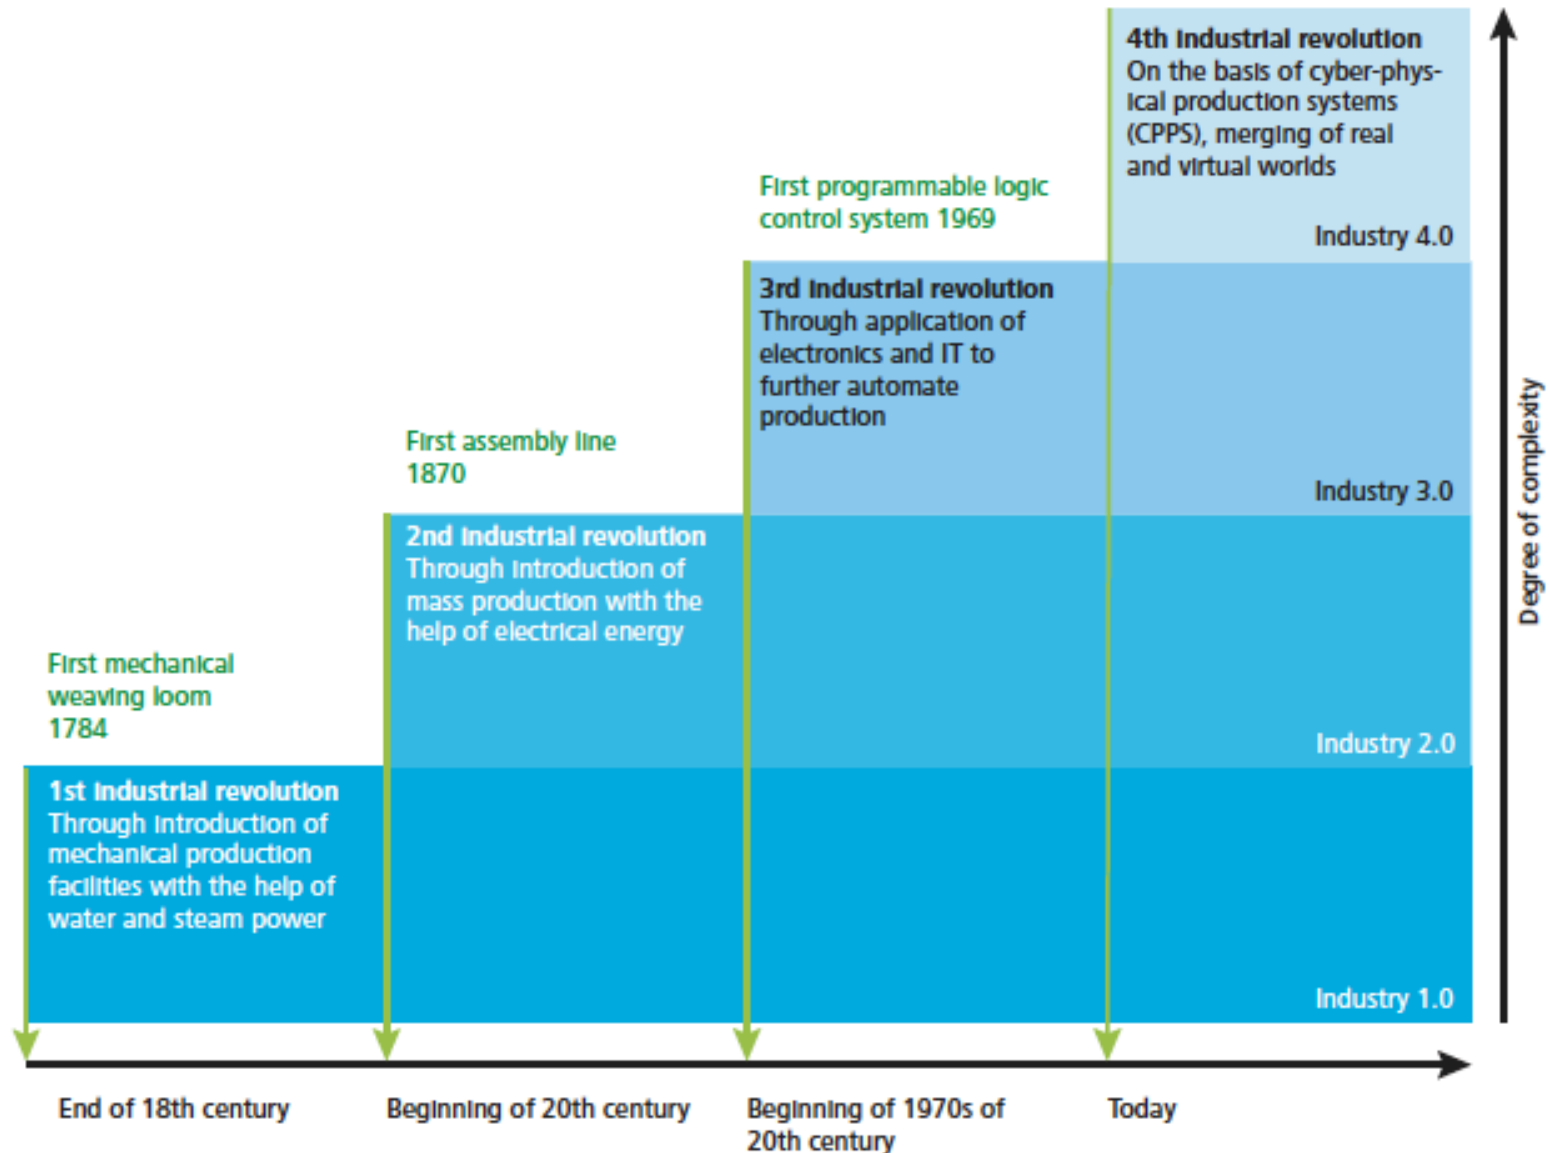 4th industrial revolution
On the basis of cyber-phys-
ical production systems
(CPPS), merging of real
and virtual worlds
Industry 4.0
First programmable logic
control system 1969
3rd industrial revolution
Through application of
electronics and IT to
further automate
production
Industry 3.0
First assembly line
1870
2nd industrial revolution
Through introduction of
mass production with the
help of electrical energy
Industry 2.0
First mechanical
weaving loom
1784
1st industrial revolution
Through introduction of
mechanical production
facilities with the help of
water and steam power
Industry 1.0
Degree of complexity
End of 18th century
Beginning of 20th century
Beginning of 1970s of
20th century
Today